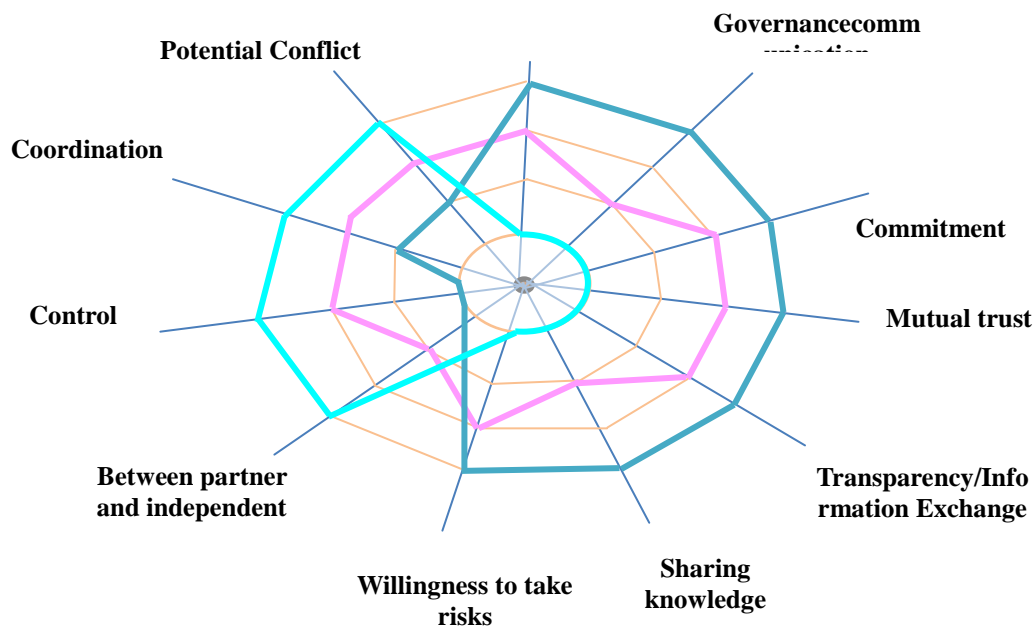 Governancecomm
unication
Potential Conflict
Coordination
Commitment
Control
Mutual trust
Between partner
and independent
Transparency/Info
rmation Exchange
Willingness to take
risks
Sharing
knowledge